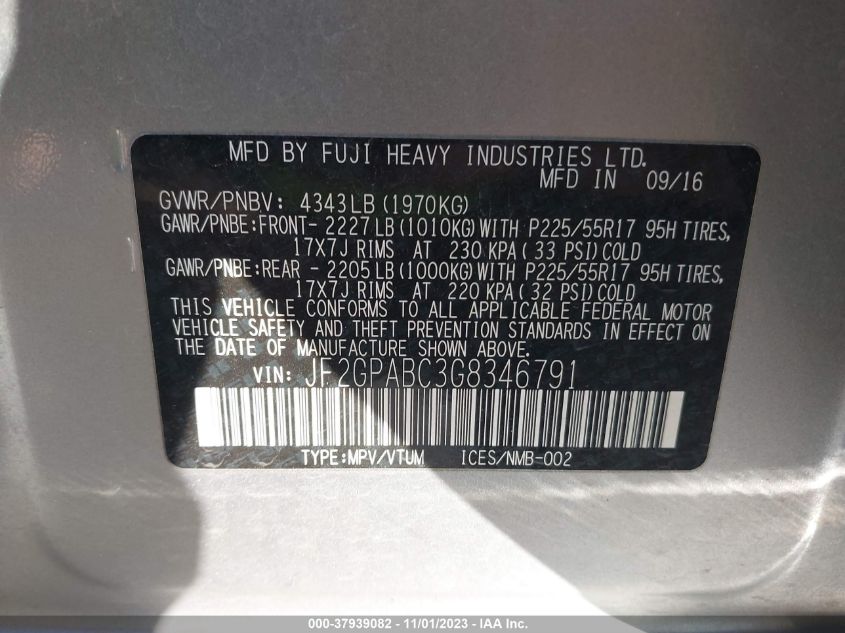 MFD BY FUJI HEAVY INDUSTRIES LTD.
MFD IN 09/16
GVWR/PNBV: 4343LB (1970KG)
GAWR/PNBE:FRONT- 2227 LB (1010KG) WITH P225/55R17 95H TIRES,
17X7J RIMS AT 230 KPA ( 33 PSI) COLD
GAWR/PNBE:REAR - 2205 LB (1000KG) WITH P225/55R17 95H TIRES,
17X7J RIMS AT 220 KPA ( 32 PSI) COLD
THIS VEHICLE CONFORMS TO ALL APPLICABLE FEDERAL MOTOR
VEHICLE SAFETY AND THEFT PREVENTION STANDARDS IN EFFECT ON
THE DATE OF MANUFACTURE SHOWN ABOVE.
VIN: JF2GPABC3G8346791
TYPE:MPV/VTUM ICES/NMB-002
000-37939082 - 11/01/2023 - IAA Inc.